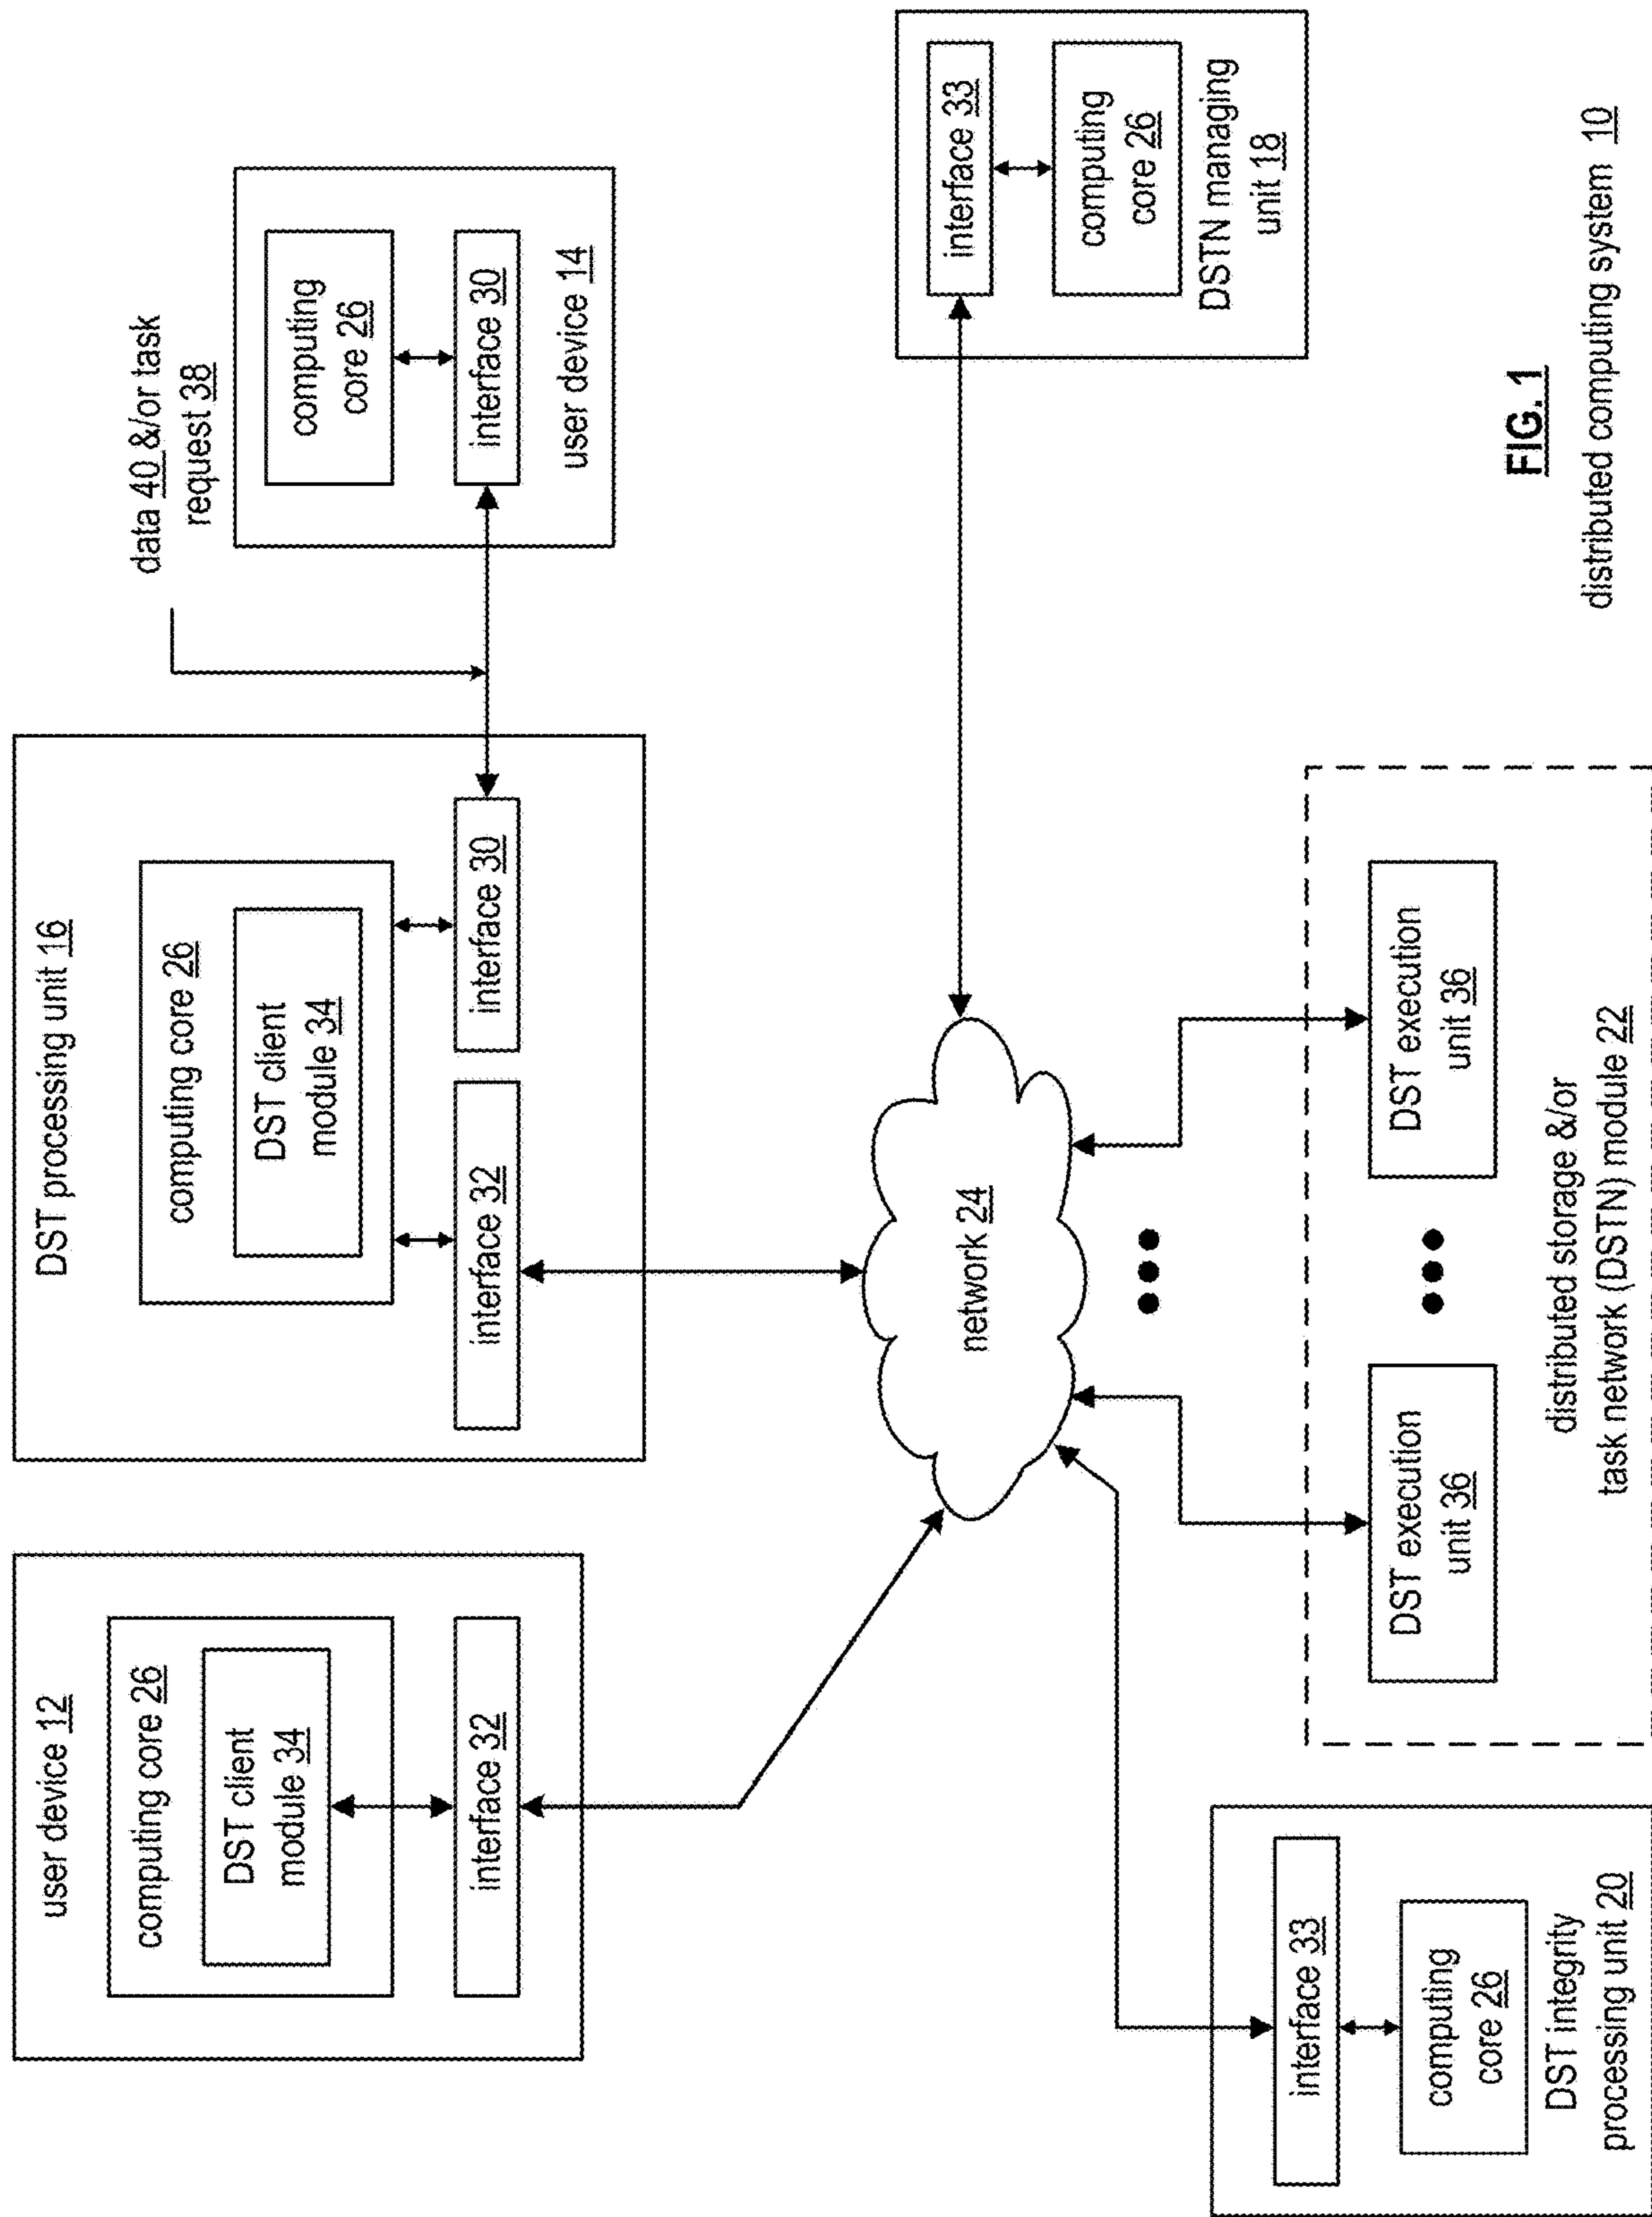 user device 12
computing core 26
DST client
module 34
interface 32
DST processing unit 16
computing core 26
DST client
module 34
interface 32
interface 30
data 40 &/or task
request 38
computing
core 26
interface 30
user device 14
network 24
interface 33
computing
core 26
DSTN managing
unit 18
interface 33
computing
core 26
DST integrity
processing unit 20
DST execution
unit 36
DST execution
unit 36
distributed storage &/or
task network (DSTN) module 22
FIG. 1
distributed computing system 10